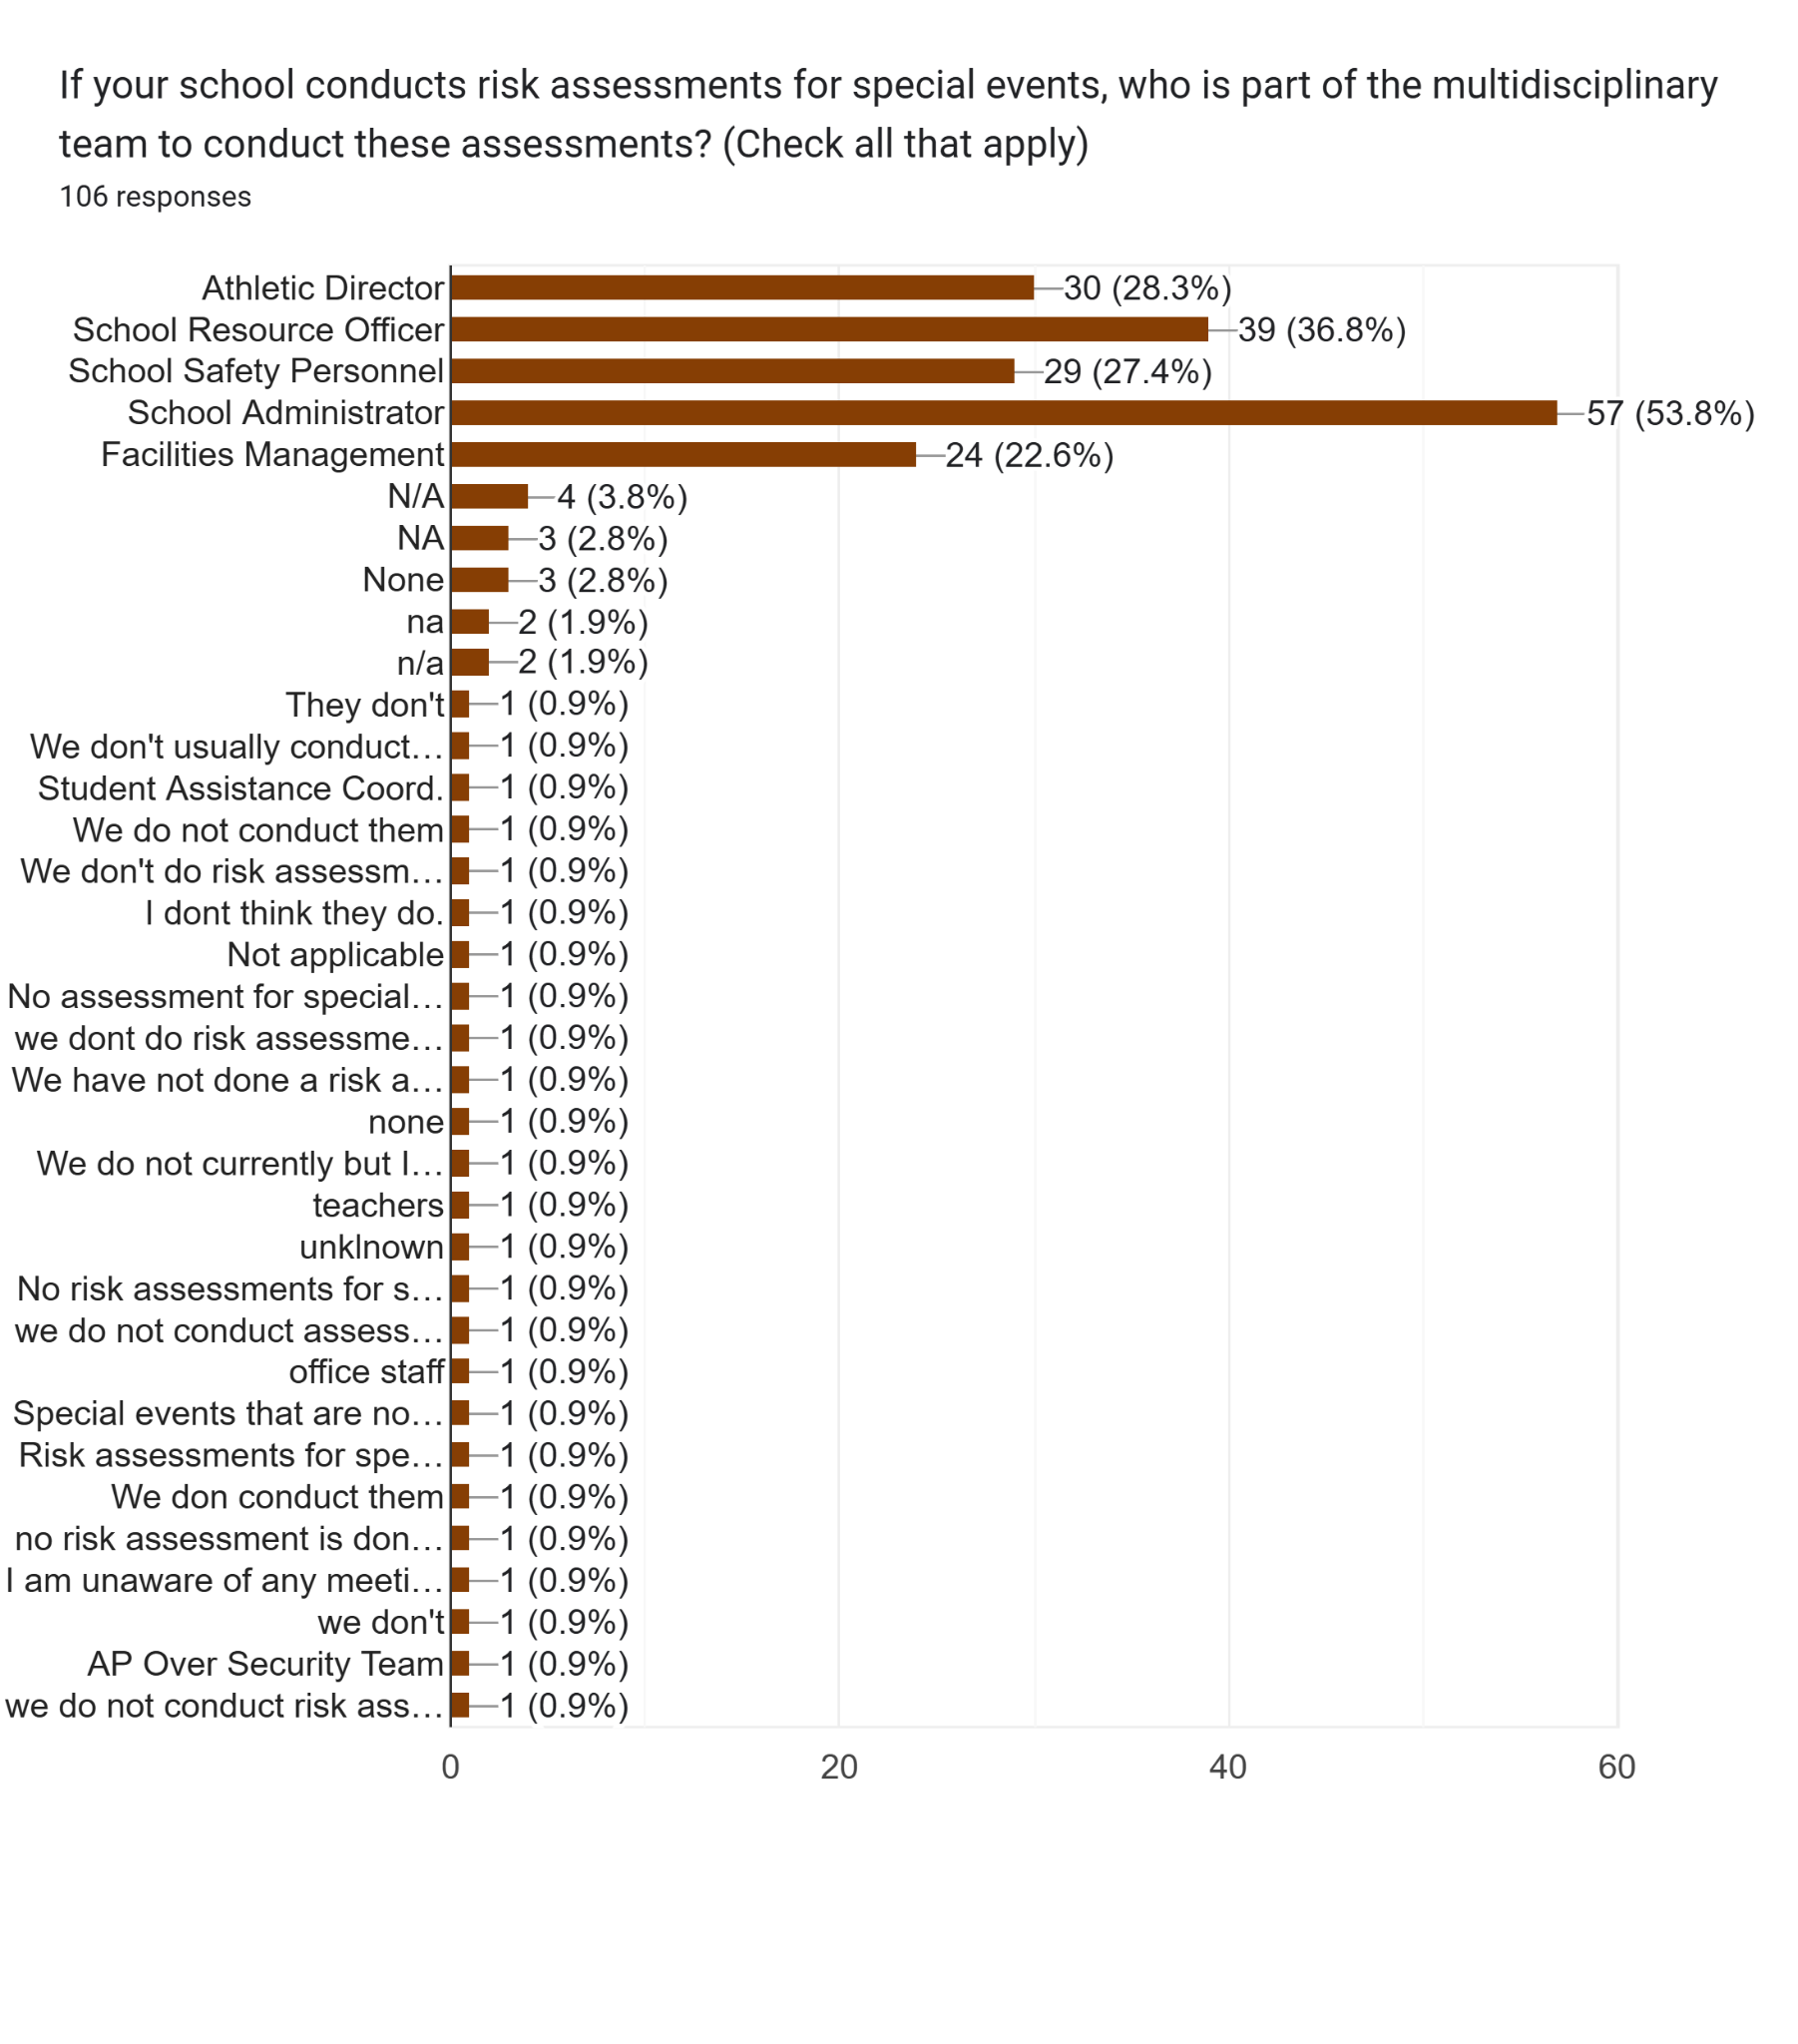 If your school conducts risk assessments for special events, who is part of the multidisciplinary
team to conduct these assessments? (Check all that apply)
106 responses
Athletic Director 30 (28.3%)
School Resource Officer 39 (36.8%)
School Safety Personnel 29 (27.4%)
School Administrator 57 (53.8%)
Facilities Management 24 (22.6%)
N/A 4 (3.8%)
NA 3 (2.8%)
None 3 (2.8%)
na 2 (1.9%)
n/a 2 (1.9%)
They don't 1 (0.9%)
We don't usually conduct… 1 (0.9%)
Student Assistance Coord. 1 (0.9%)
We do not conduct them 1 (0.9%)
We don't do risk assessm… 1 (0.9%)
I dont think they do. 1 (0.9%)
Not applicable 1 (0.9%)
No assessment for special… 1 (0.9%)
we dont do risk assessme… 1 (0.9%)
We have not done a risk a… 1 (0.9%)
none 1 (0.9%)
We do not currently but I… 1 (0.9%)
teachers 1 (0.9%)
unklnown 1 (0.9%)
No risk assessments for s… 1 (0.9%)
we do not conduct assess… 1 (0.9%)
office staff 1 (0.9%)
Special events that are no… 1 (0.9%)
Risk assessments for spe… 1 (0.9%)
We don conduct them 1 (0.9%)
no risk assessment is don… 1 (0.9%)
I am unaware of any meeti… 1 (0.9%)
we don't 1 (0.9%)
AP Over Security Team 1 (0.9%)
we do not conduct risk ass… 1 (0.9%)
0 20 40 60